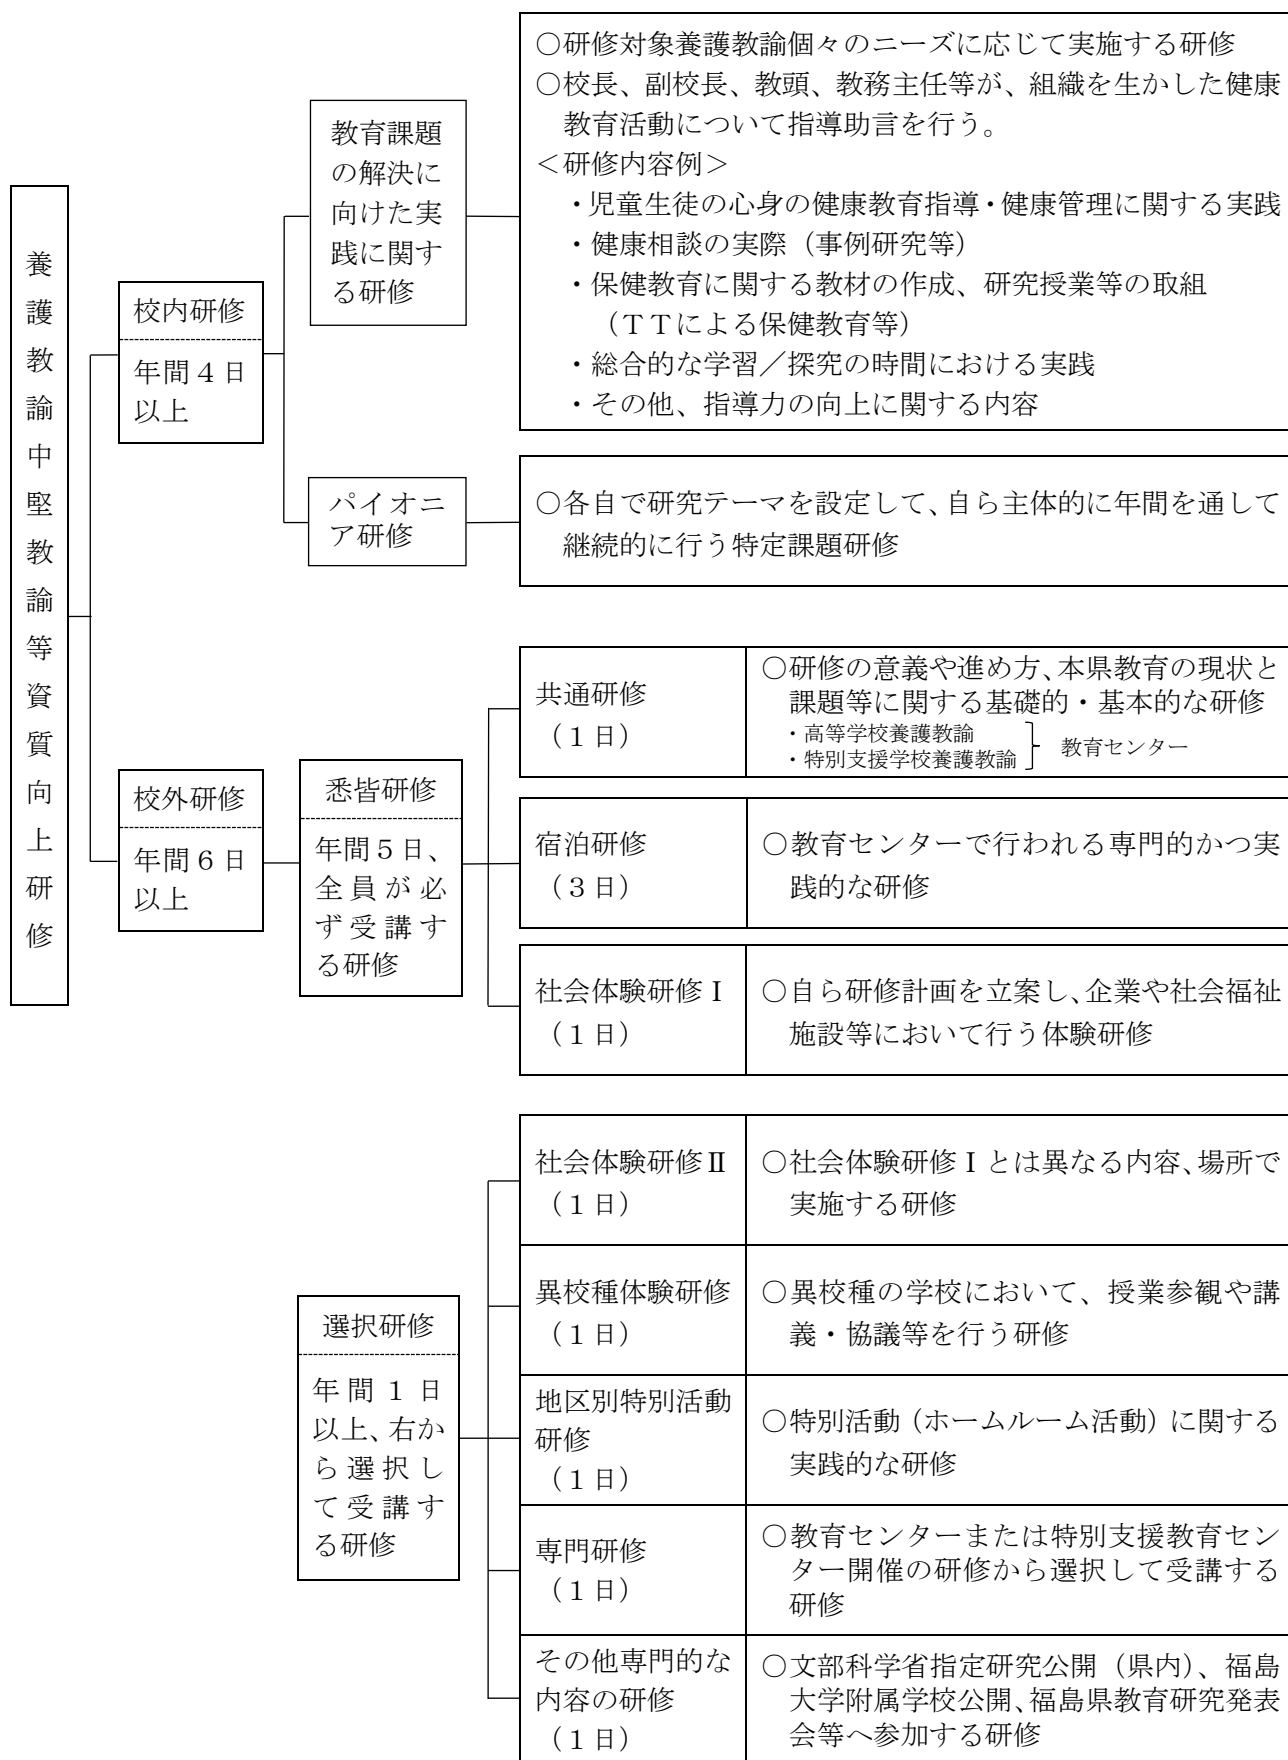 養護教諭中堅教諭等資質向上研修
校内研修
年間4日
以上
教育課題
の解決に
向けた実
践に関す
る研修
○研修対象養護教諭個々のニーズに応じて実施する研修
○校長、副校長、教頭、教務主任等が、組織を生かした健康
教育活動について指導助言を行う。
＜研修内容例＞
・児童生徒の心身の健康教育指導・健康管理に関する実践
・健康相談の実際（事例研究等）
・保健教育に関する教材の作成、研究授業等の取組
（ＴＴによる保健教育等）
・総合的な学習／探究の時間における実践
・その他、指導力の向上に関する内容
パイオニ
ア研修
○各自で研究テーマを設定して、自ら主体的に年間を通して
継続的に行う特定課題研修
校外研修
年間6日
以上
悉皆研修
年間5日、
全員が必
ず受講す
る研修
共通研修
（1日）
○研修の意義や進め方、本県教育の現状と
課題等に関する基礎的・基本的な研修
・高等学校養護教諭
・特別支援学校養護教諭
教育センター
宿泊研修
（3日）
○教育センターで行われる専門的かつ実
践的な研修
社会体験研修Ⅰ
（1日）
○自ら研修計画を立案し、企業や社会福祉
施設等において行う体験研修
選択研修
年間1日
以上、右か
ら選択し
て受講す
る研修
社会体験研修Ⅱ
（1日）
○社会体験研修Ⅰとは異なる内容、場所で
実施する研修
異校種体験研修
（1日）
○異校種の学校において、授業参観や講
義・協議等を行う研修
地区別特別活動
研修
（1日）
○特別活動（ホームルーム活動）に関する
実践的な研修
専門研修
（1日）
○教育センターまたは特別支援教育セン
ター開催の研修から選択して受講する
研修
その他専門的な
内容の研修
（1日）
○文部科学省指定研究公開（県内）、福島
大学附属学校公開、福島県教育研究発表
会等へ参加する研修